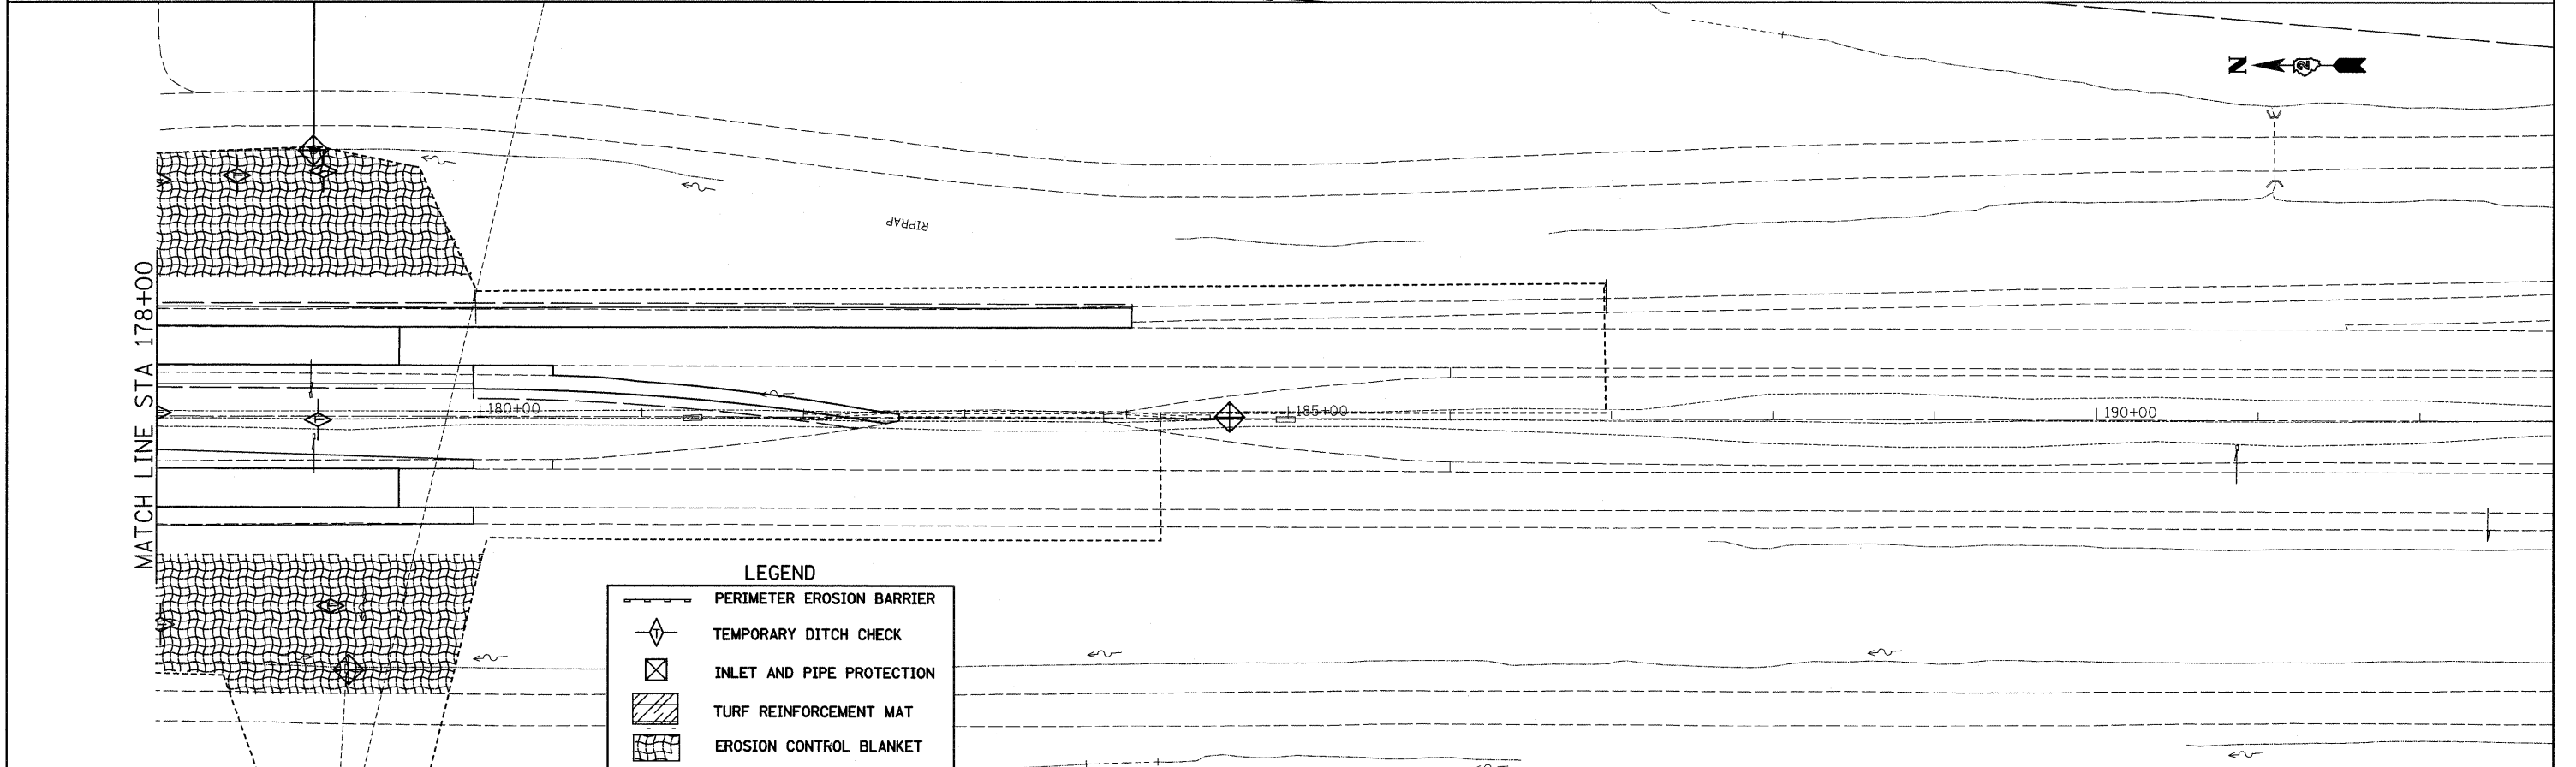 N
RIPRAP
MATCH LINE STA 178+00
180+00
185+00
190+00
LEGEND
PERIMETER EROSION BARRIER
T
TEMPORARY DITCH CHECK
INLET AND PIPE PROTECTION
TURF REINFORCEMENT MAT
EROSION CONTROL BLANKET